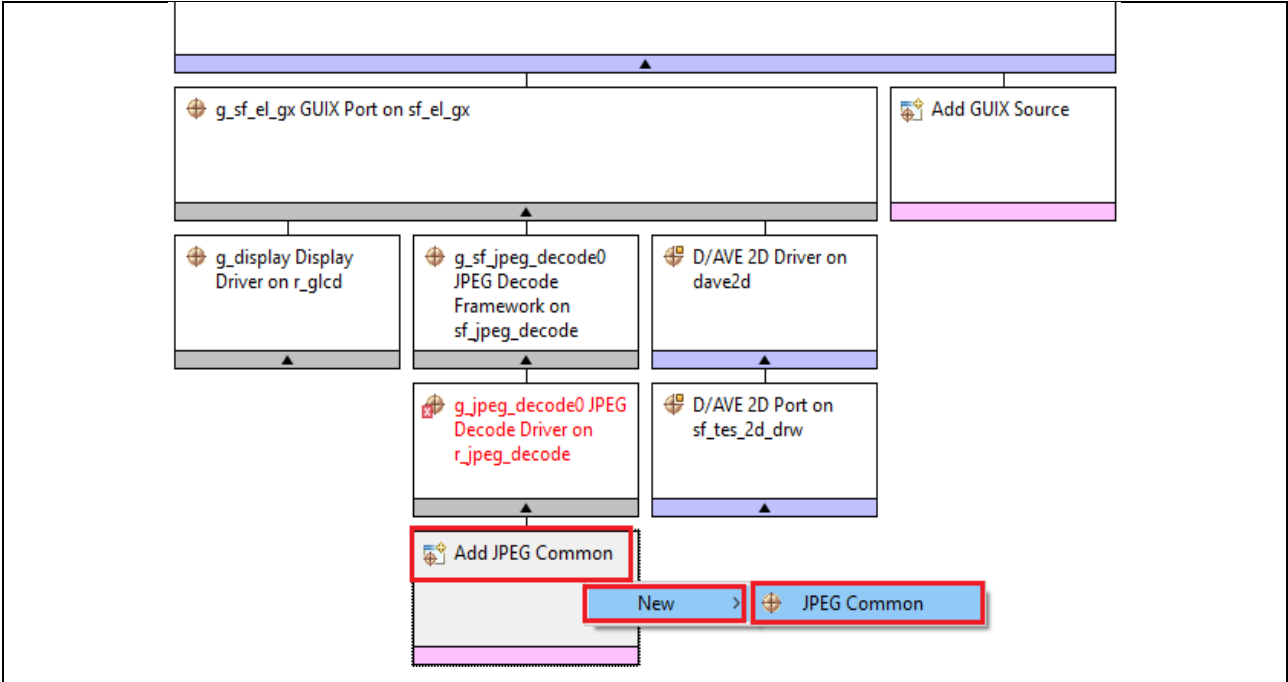 g_sf_el_gx GUIX Port on sf_el_gx
Add GUIX Source
g_display Display
Driver on r_glcd
g_sf_jpeg_decode0
JPEG Decode
Framework on
sf_jpeg_decode
D/AVE 2D Driver on
dave2d
g_jpeg_decode0 JPEG
Decode Driver on
r_jpeg_decode
D/AVE 2D Port on
sf_tes_2d_drw
Add JPEG Common
New
JPEG Common